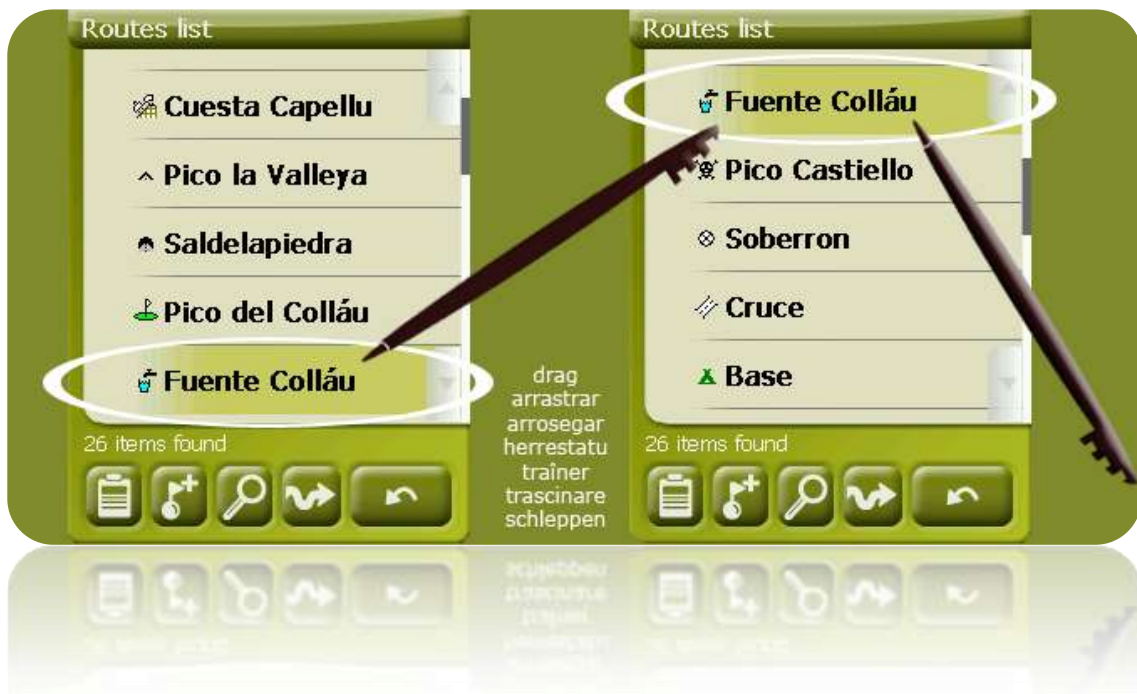 Routes list
Cuesta Capellu
Pico la Valleya
Saldelapiedra
Pico del Colláu
Fuente Colláu
26 items found
drag
arrastrar
arrosegar
herrestatu
traîner
trascinare
schleppen
Routes list
Fuente Colláu
Pico Castiello
Soberron
Cruce
Base
26 items found